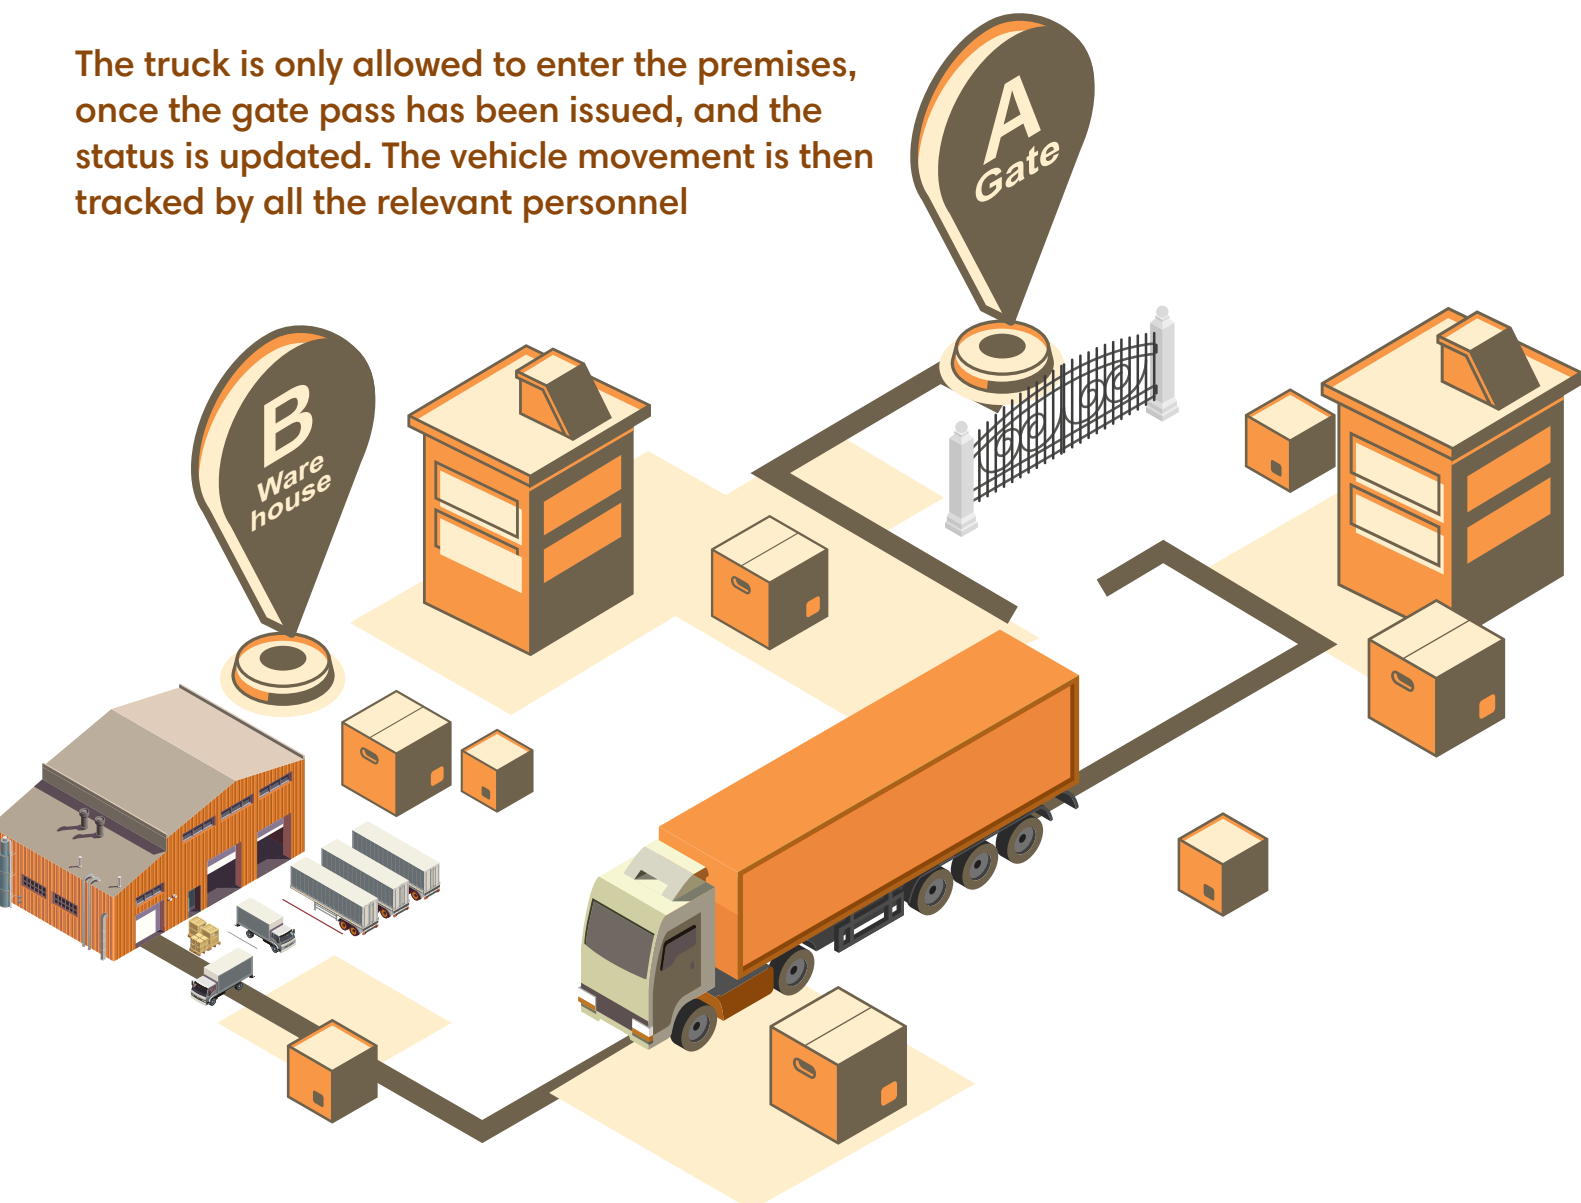 The truck is only allowed to enter the premises,
once the gate pass has been issued, and the
status is updated. The vehicle movement is then
tracked by all the relevant personnel
A
Gate
B
Ware
house